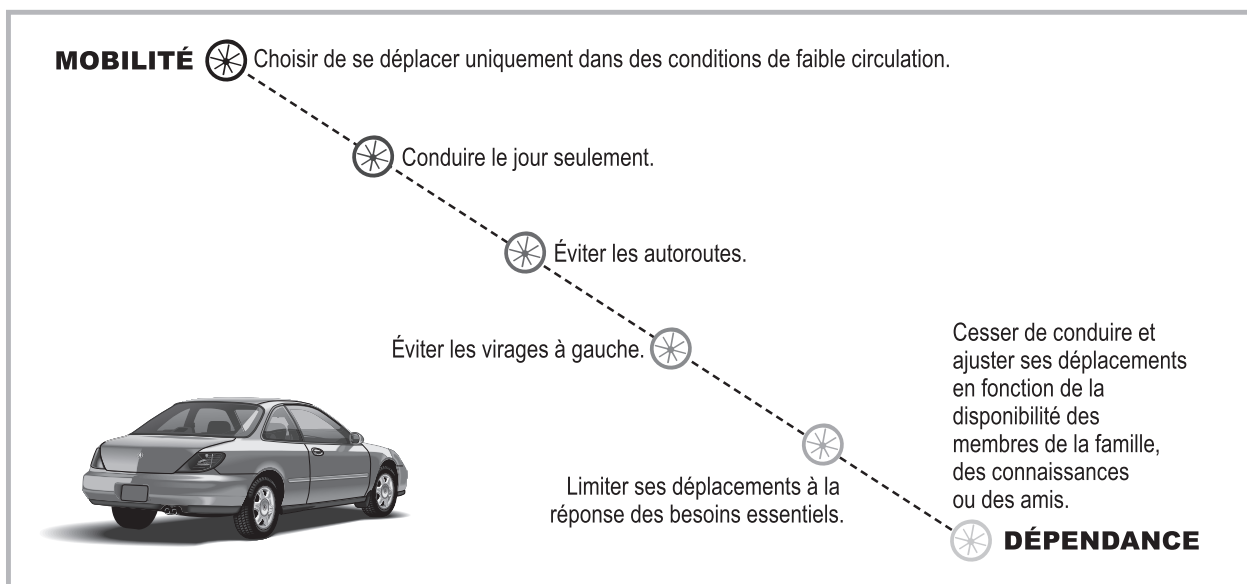 MOBILITÉ Choisir de se déplacer uniquement dans des conditions de faible circulation.
Conduire le jour seulement.
Éviter les autoroutes.
Éviter les virages à gauche.
Limiter ses déplacements à la
réponse des besoins essentiels.
Cesser de conduire et
ajuster ses déplacements
en fonction de la
disponibilité des
membres de la famille,
des connaissances
ou des amis.
DÉPENDANCE